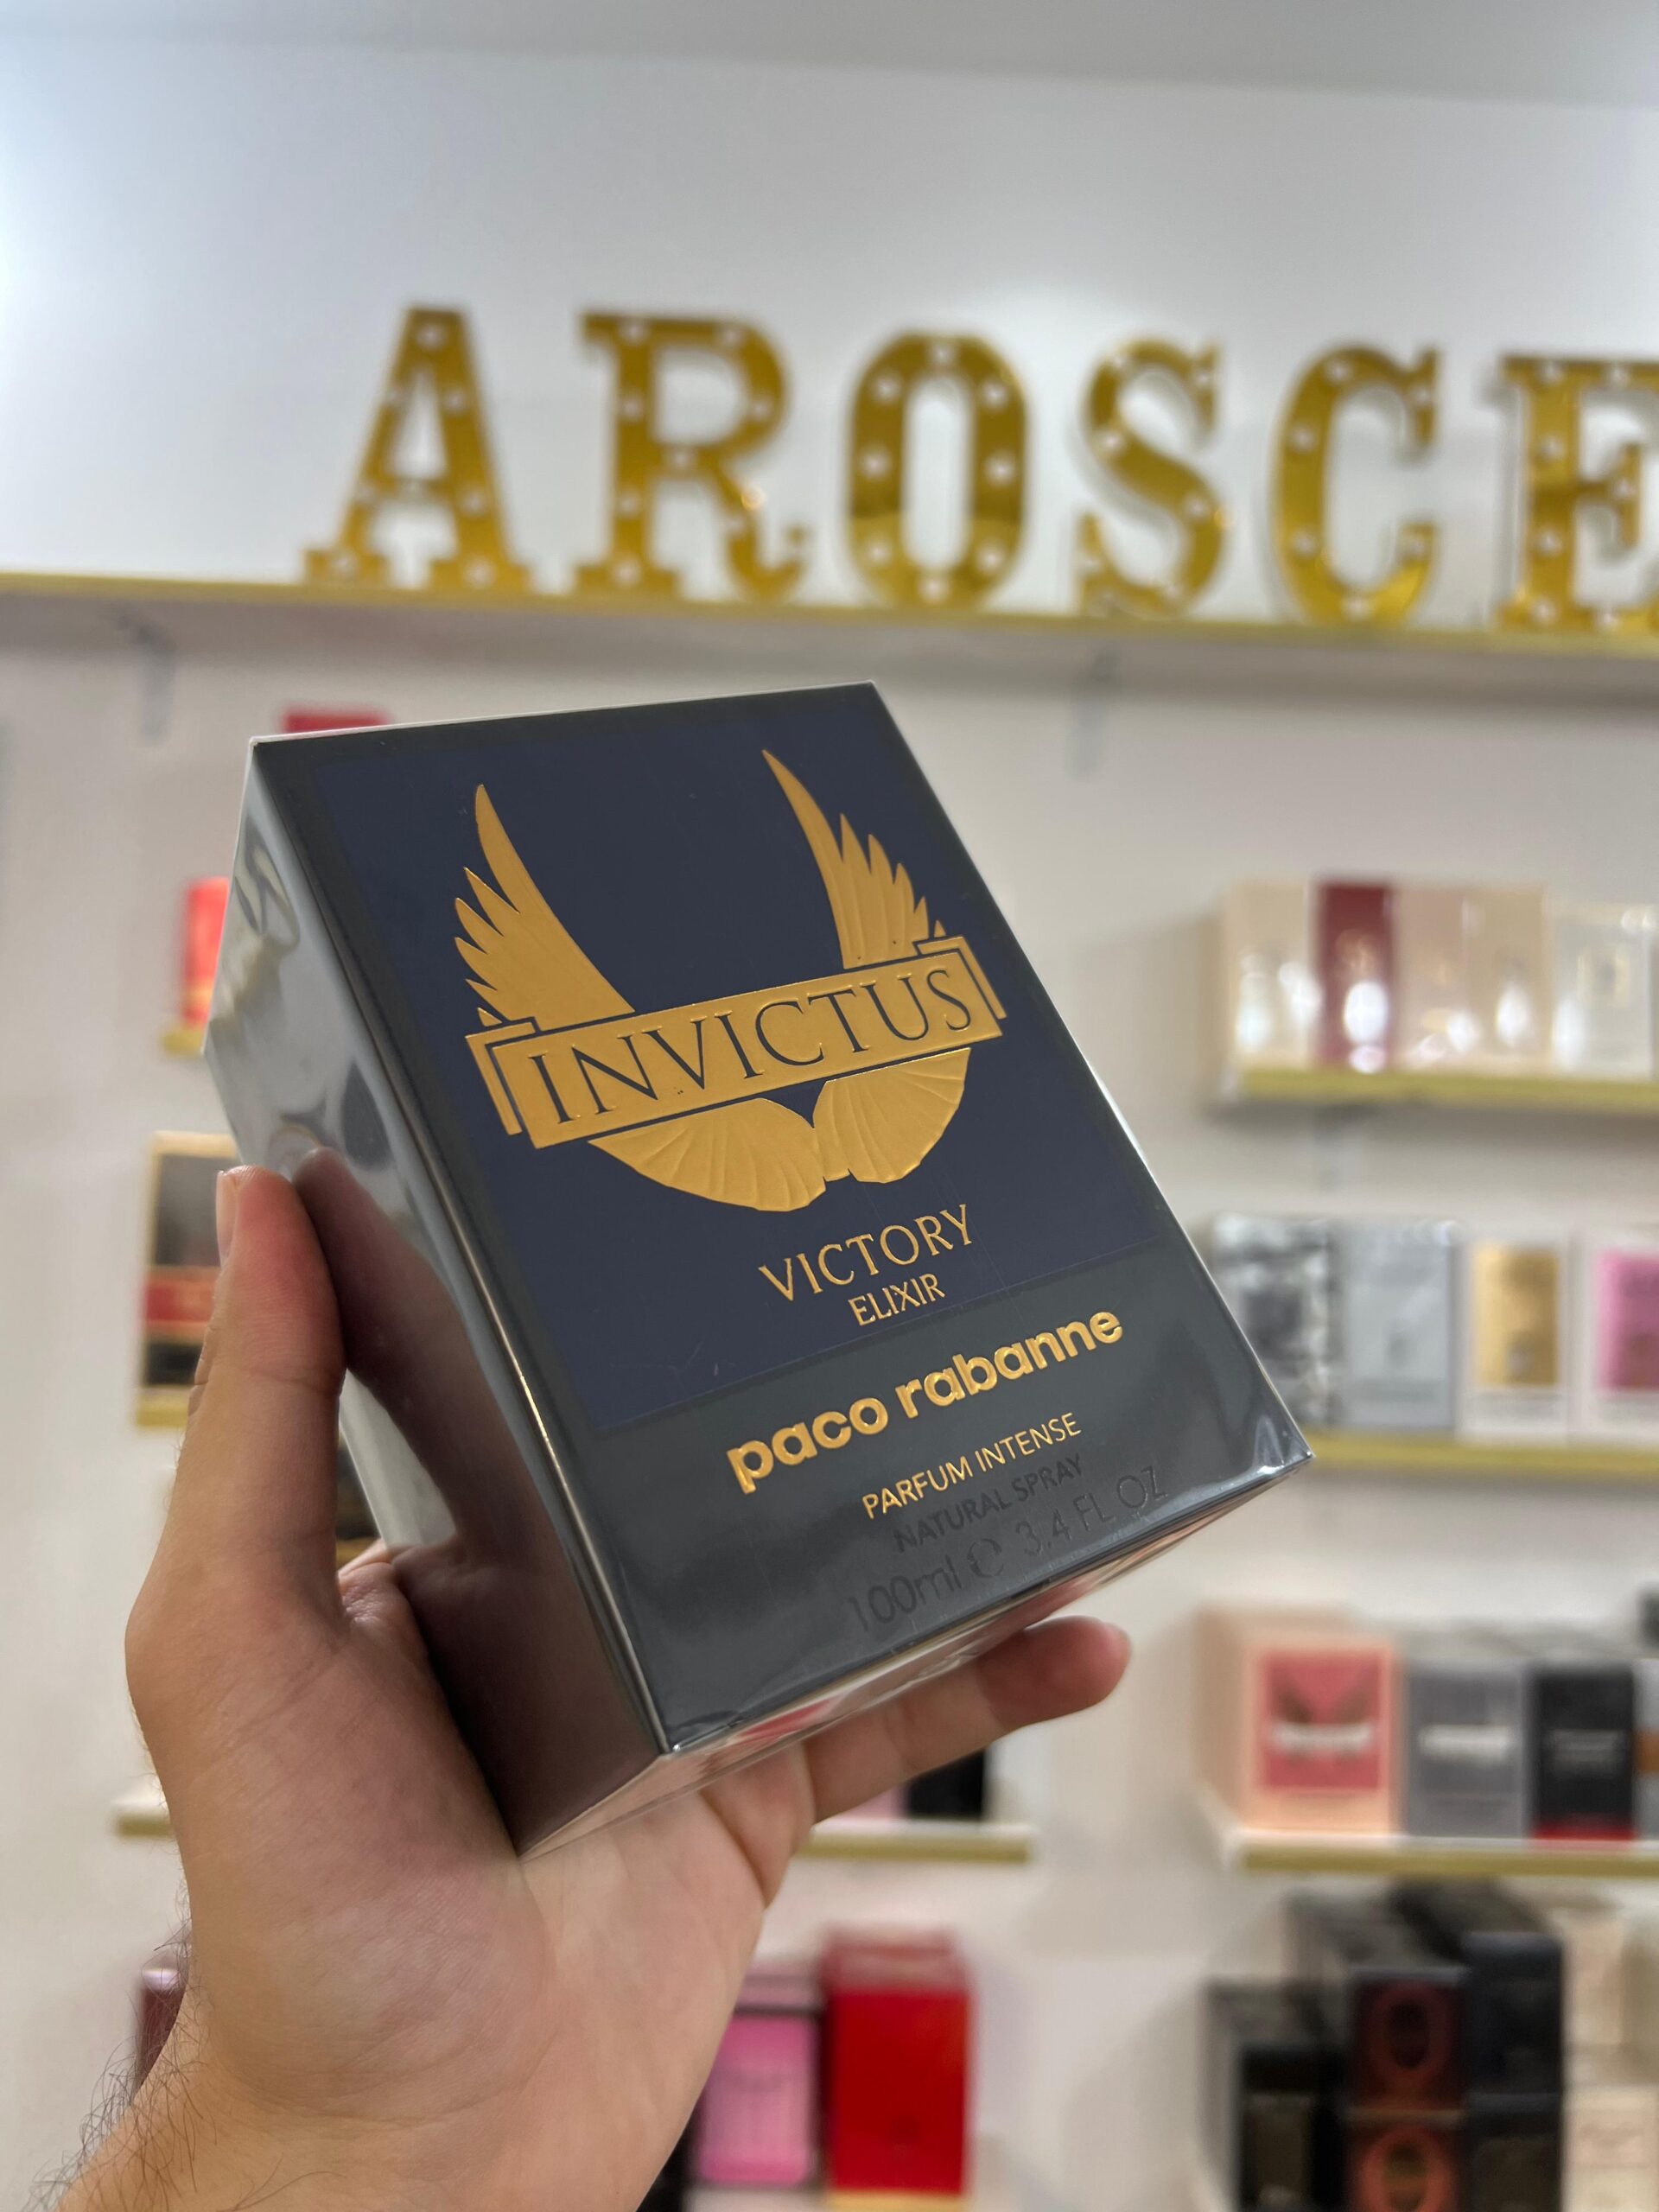 AROSCE
INVICTUS
VICTORY
ELIXIR
paco rabanne
PARFUM INTENSE
NATURAL SPRAY
100ml ℮ 3.4 FL OZ